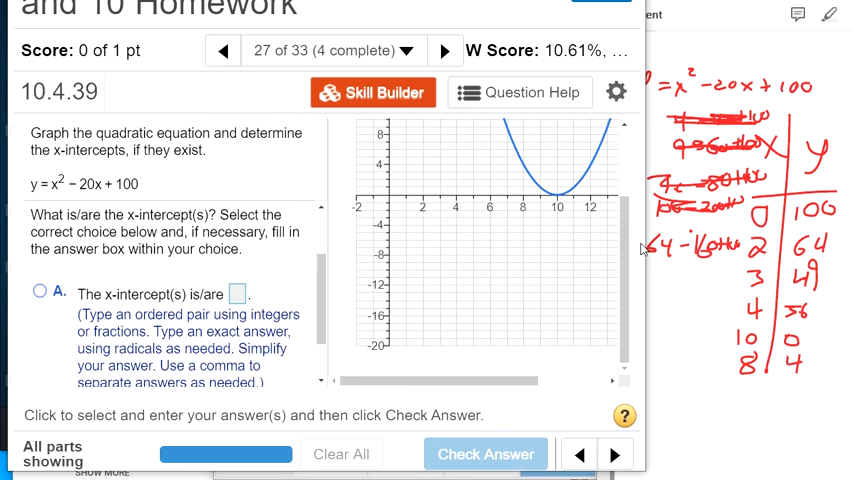 and 10 Homework
ent
Score: 0 of 1 pt
27 of 33 (4 complete)
W Score: 10.61%, ...
10.4.39
Skill Builder
Question Help
Graph the quadratic equation and determine
the x-intercepts, if they exist.
y = x² − 20x + 100
What is/are the x-intercept(s)? Select the
correct choice below and, if necessary, fill in
the answer box within your choice.
A. The x-intercept(s) is/are .
(Type an ordered pair using integers
or fractions. Type an exact answer,
using radicals as needed. Simplify
your answer. Use a comma to
separate answers as needed.)
8
4
-2 2 4 6 8 10 12
-4
-8
-12
-16
-20
Click to select and enter your answer(s) and then click Check Answer.
?
All parts
showing
Clear All
Check Answer
SHOW MORE
= x² − 20x + 100
x y
0 100
2 64
3 49
4 56
10 0
8 4